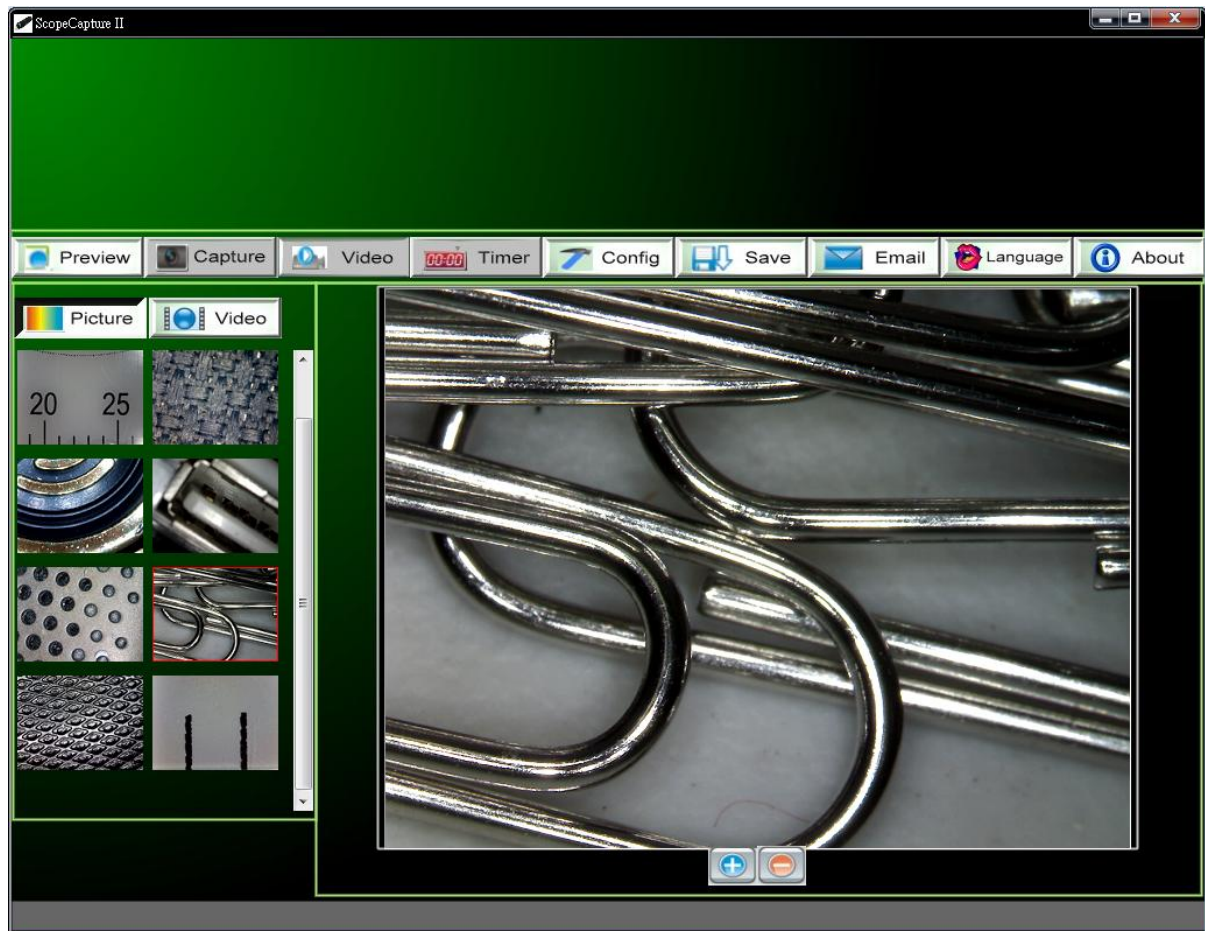 ScopeCapture II
Preview
Capture
Video
00:00 Timer
Config
Save
Email
Language
About
Picture
Video
20 25